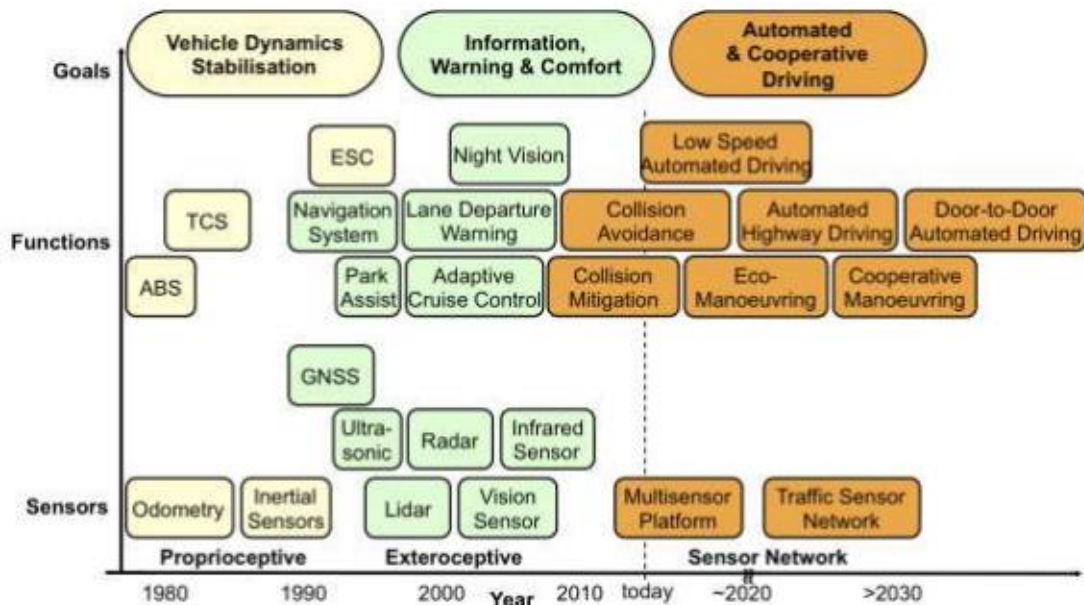 Goals
Vehicle Dynamics
Stabilisation
Information,
Warning & Comfort
Automated
& Cooperative
Driving
Functions
ESC
Night Vision
Low Speed
Automated Driving
TCS
Navigation
System
Lane Departure
Warning
Collision
Avoidance
Automated
Highway Driving
Door-to-Door
Automated Driving
ABS
Park
Assist
Adaptive
Cruise Control
Collision
Mitigation
Eco-
Manoeuvring
Cooperative
Manoeuvring
GNSS
Ultra-
sonic
Radar
Infrared
Sensor
Sensors
Odometry
Inertial
Sensors
Lidar
Vision
Sensor
Multisensor
Platform
Traffic Sensor
Network
Proprioceptive
Exteroceptive
Sensor Network
1980 1990 2000 2010 today ~2020 >2030
Year